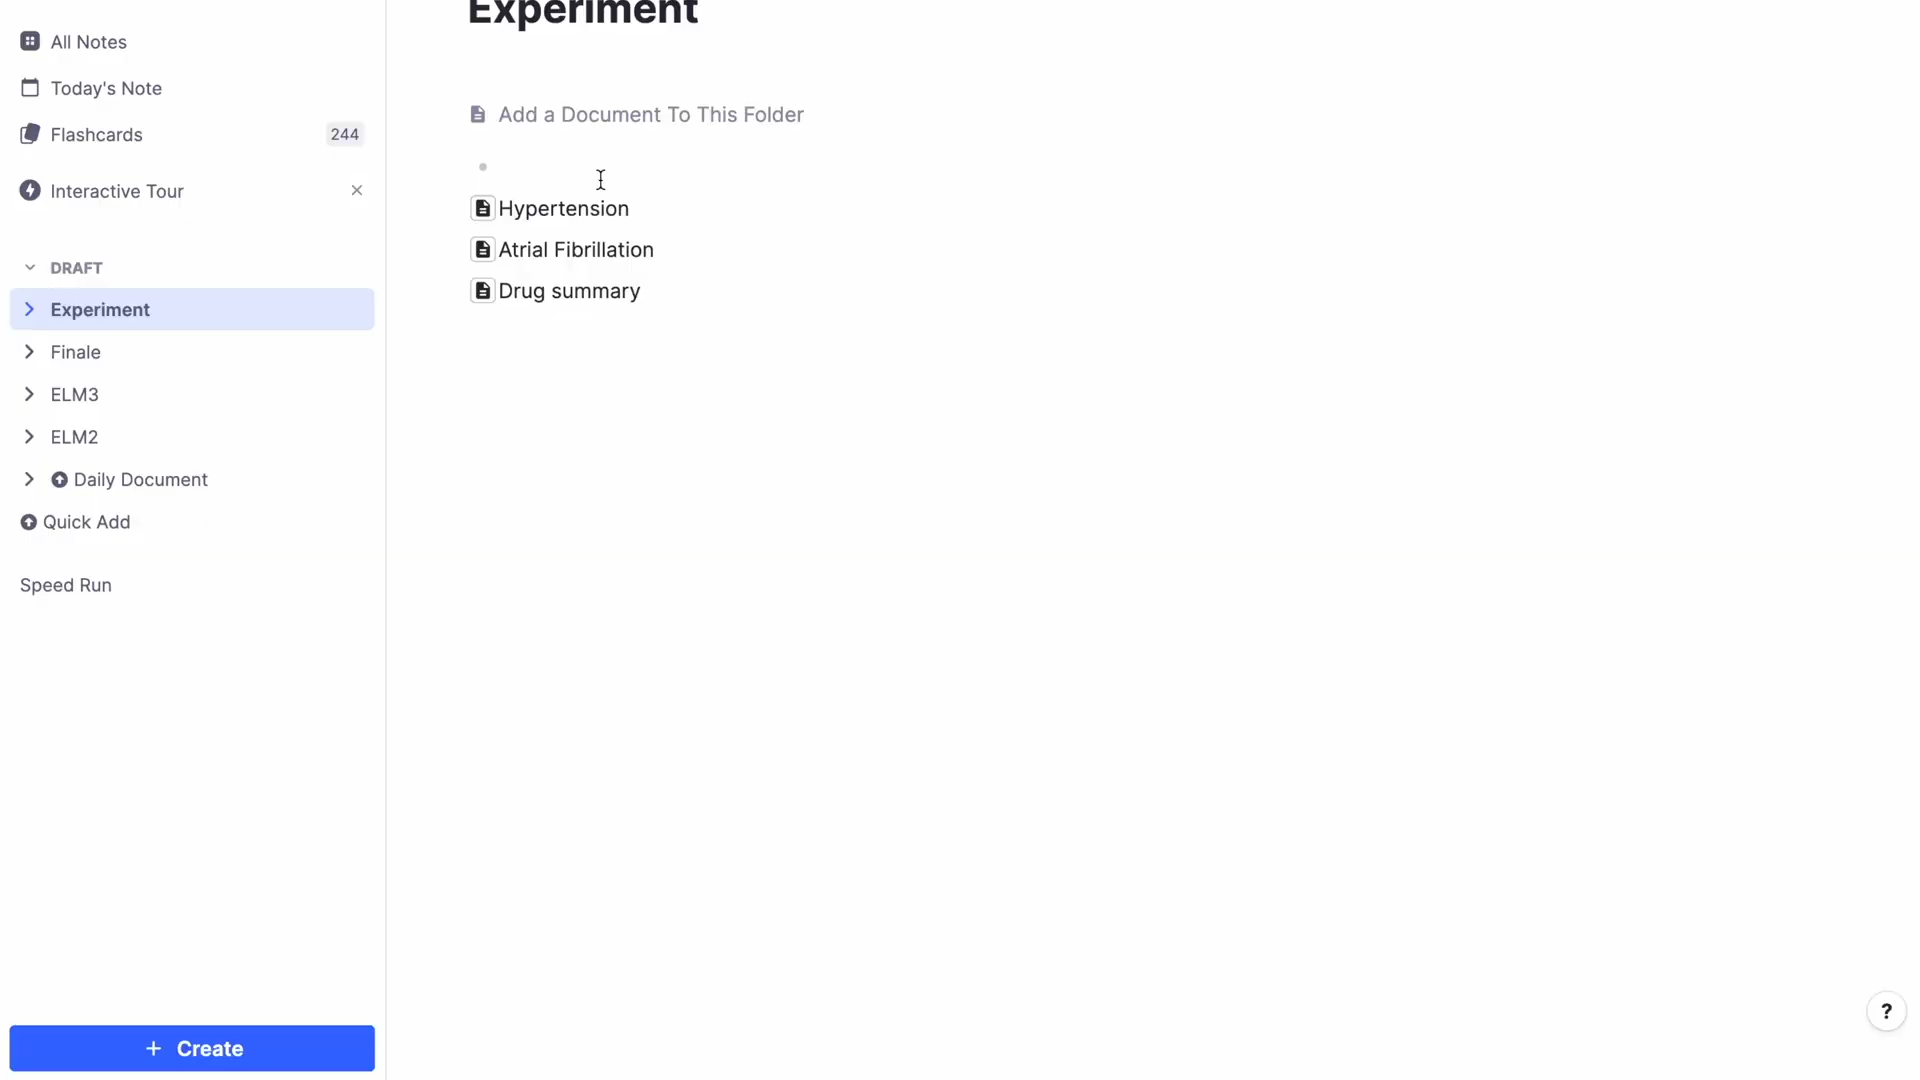 All Notes
Today's Note
Flashcards 244
Interactive Tour
DRAFT
Experiment
Finale
ELM3
ELM2
Daily Document
Quick Add
Speed Run
+ Create
Experiment
Add a Document To This Folder
Hypertension
Atrial Fibrillation
Drug summary
?